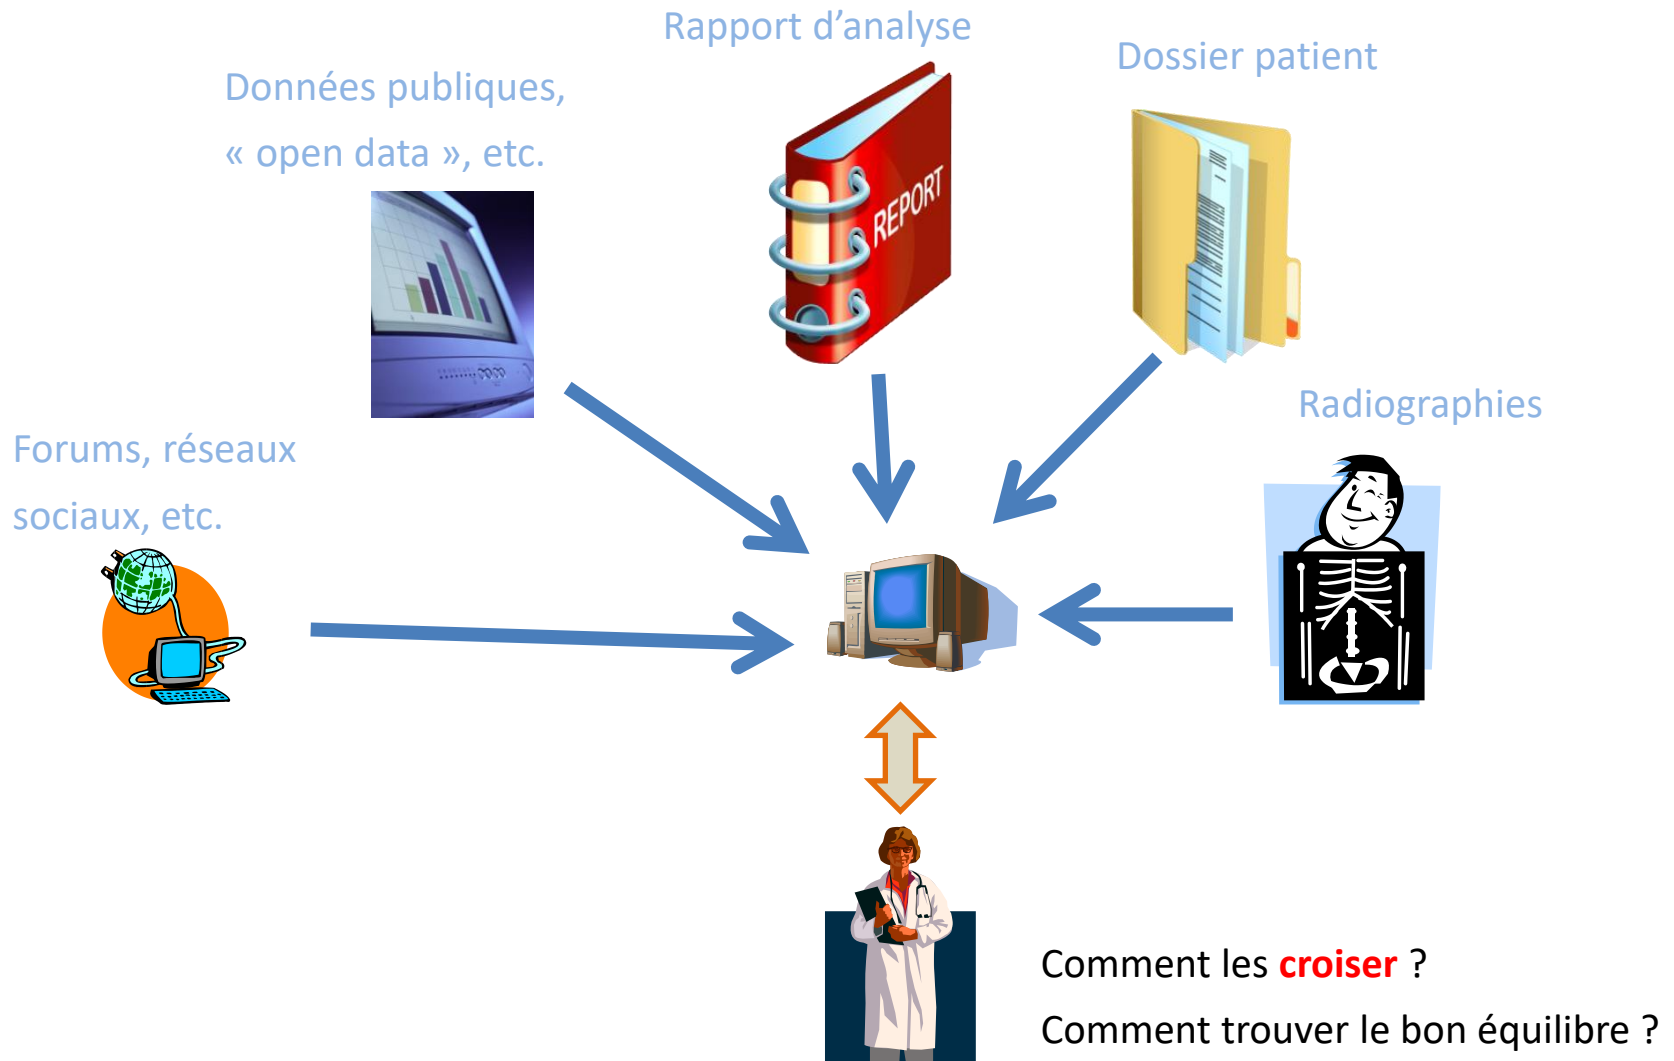 Rapport d’analyse
Dossier patient
Données publiques,
« open data », etc.
REPORT
Radiographies
Forums, réseaux
sociaux, etc.
Comment les croiser ?
Comment trouver le bon équilibre ?